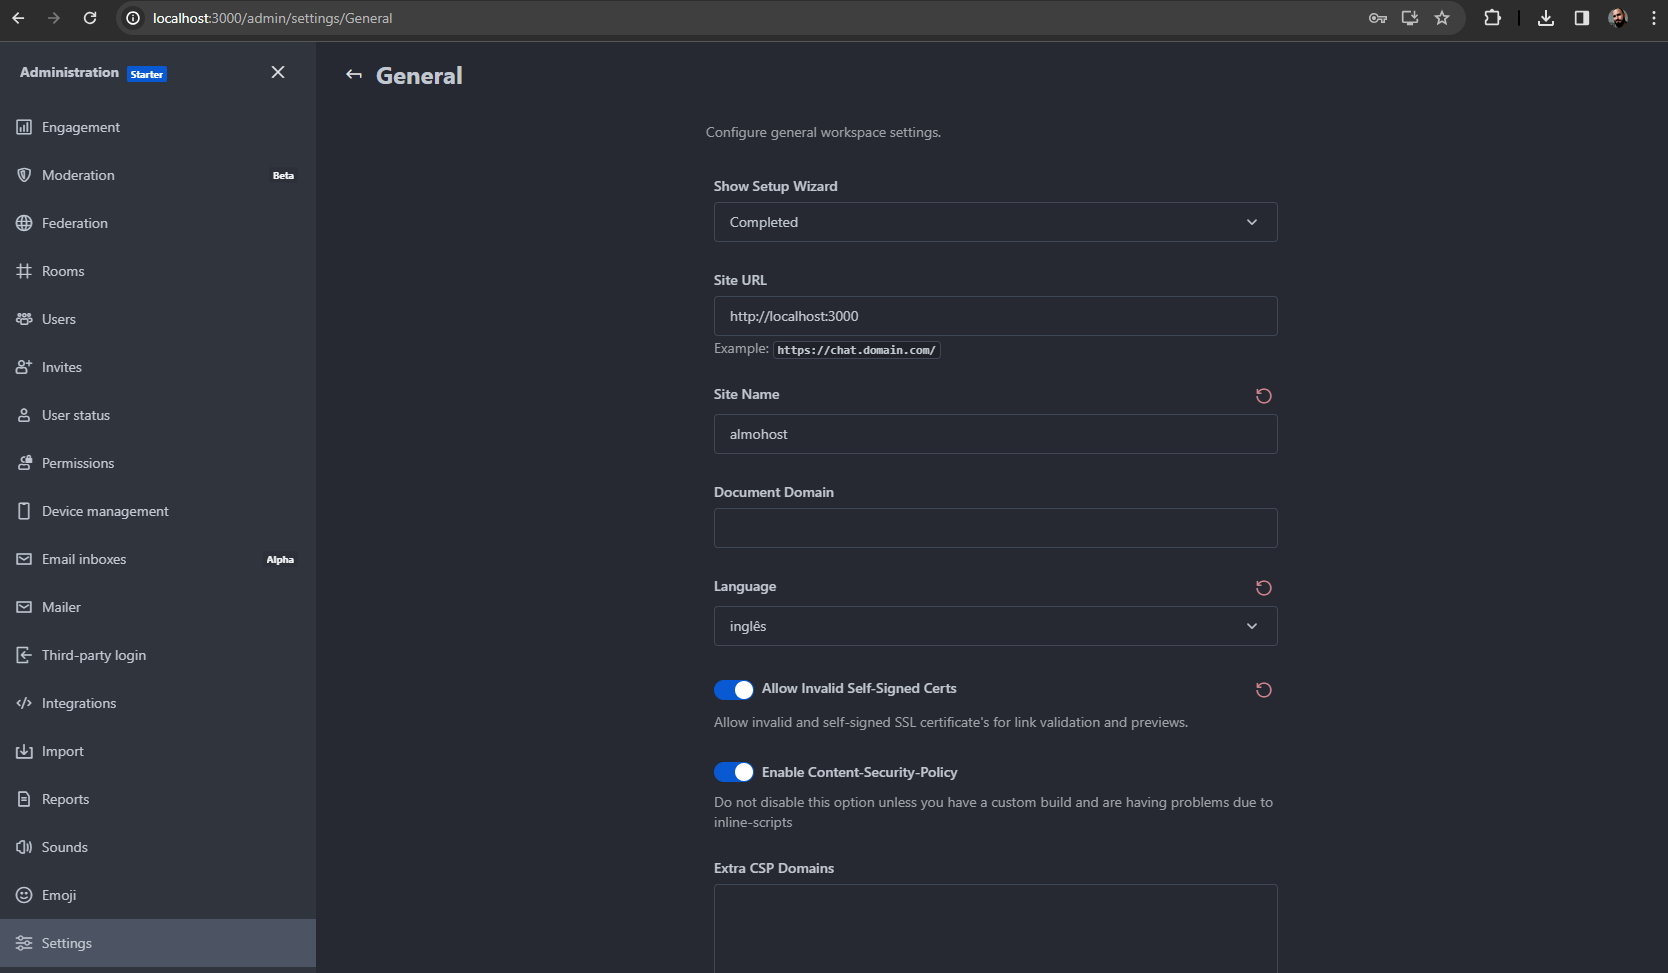 localhost:3000/admin/settings/General
Administration Starter
Engagement
Moderation Beta
Federation
Rooms
Users
Invites
User status
Permissions
Device management
Email inboxes Alpha
Mailer
Third-party login
Integrations
Import
Reports
Sounds
Emoji
Settings
General
Configure general workspace settings.
Show Setup Wizard
Completed
Site URL
http://localhost:3000
Example: https://chat.domain.com/
Site Name
almohost
Document Domain
Language
inglês
Allow Invalid Self-Signed Certs
Allow invalid and self-signed SSL certificate's for link validation and previews.
Enable Content-Security-Policy
Do not disable this option unless you have a custom build and are having problems due to
inline-scripts
Extra CSP Domains